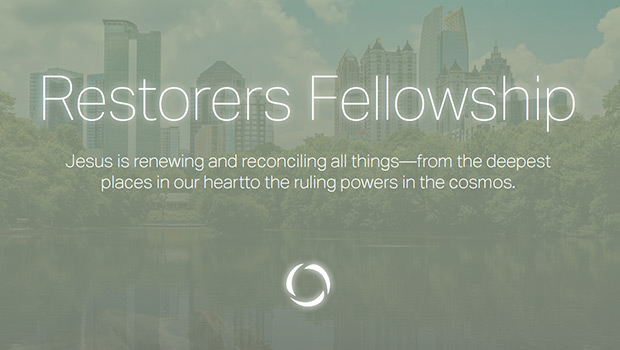 Restorers Fellowship
Jesus is renewing and reconciling all things—from the deepest
places in our heartto the ruling powers in the cosmos.